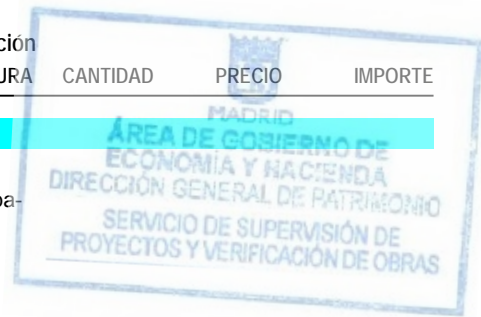 ción
URA CANTIDAD PRECIO IMPORTE
MADRID
ÁREA DE GOBIERNO DE
ECONOMÍA Y HACIENDA
DIRECCIÓN GENERAL DE PATRIMONIO
pa-
SERVICIO DE SUPERVISIÓN DE
PROYECTOS Y VERIFICACIÓN DE OBRAS